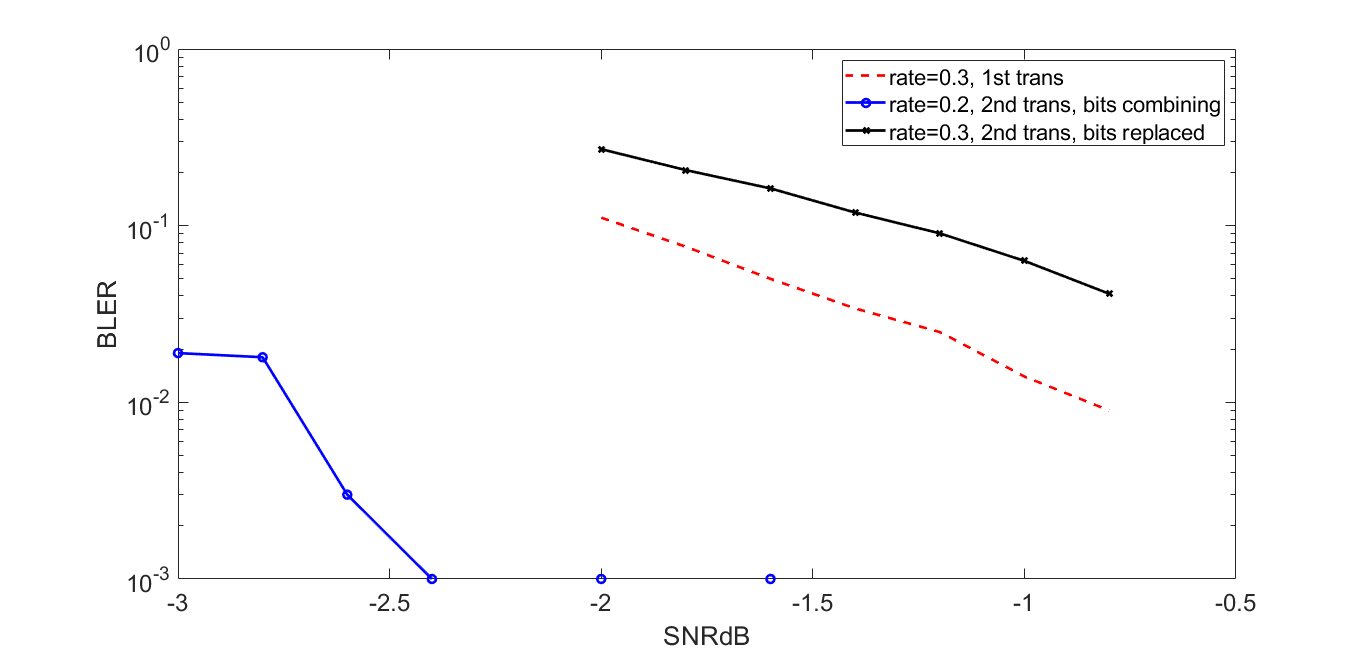 10^0
10^-1
10^-2
10^-3
BLER
-3
-2.5
-2
-1.5
-1
-0.5
SNRdB
rate=0.3, 1st trans
rate=0.2, 2nd trans, bits combining
rate=0.3, 2nd trans, bits replaced